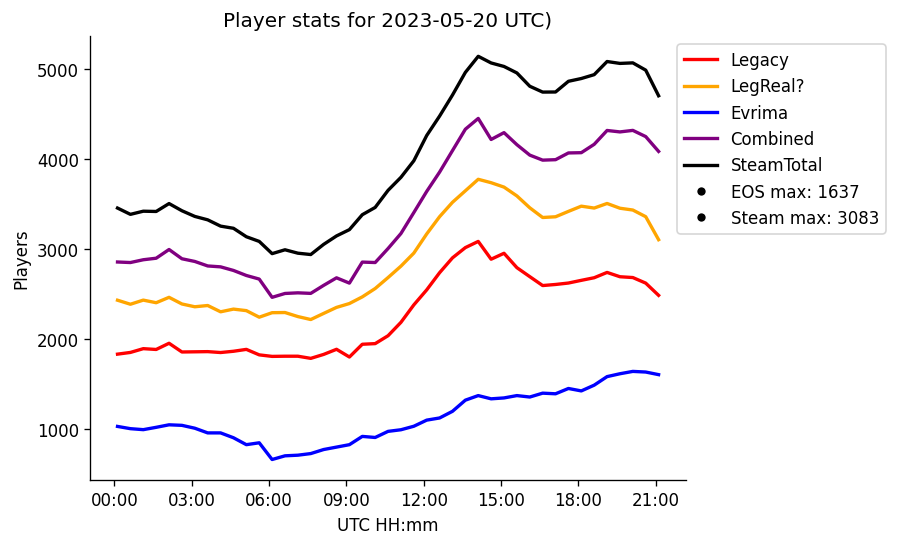 Player stats for 2023-05-20 UTC)
Legacy
LegReal?
Evrima
Combined
SteamTotal
EOS max: 1637
Steam max: 3083
Players
5000
4000
3000
2000
1000
00:00 03:00 06:00 09:00 12:00 15:00 18:00 21:00
UTC HH:mm